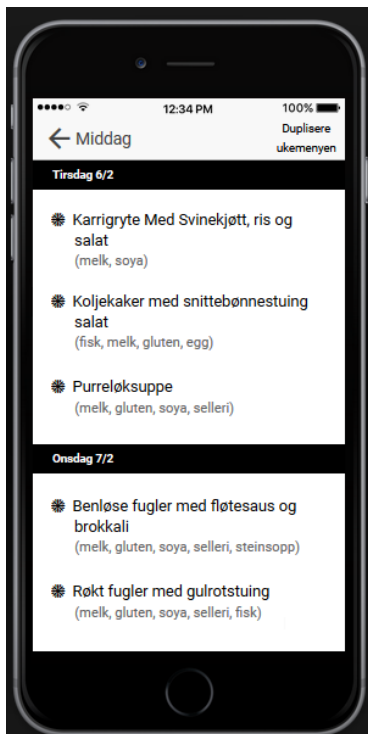 12:34 PM
100%
Middag
Duplisere
ukemenyen
Tirsdag 6/2
Karrigryte Med Svinekjøtt, ris og
salat
(melk, soya)
Koljekaker med snittebønnestuing
salat
(fisk, melk, gluten, egg)
Purreløksuppe
(melk, gluten, soya, selleri)
Onsdag 7/2
Benløse fugler med fløtesaus og
brokkali
(melk, gluten, soya, selleri, steinsopp)
Røkt fugler med gulrotstuing
(melk, gluten, soya, selleri, fisk)